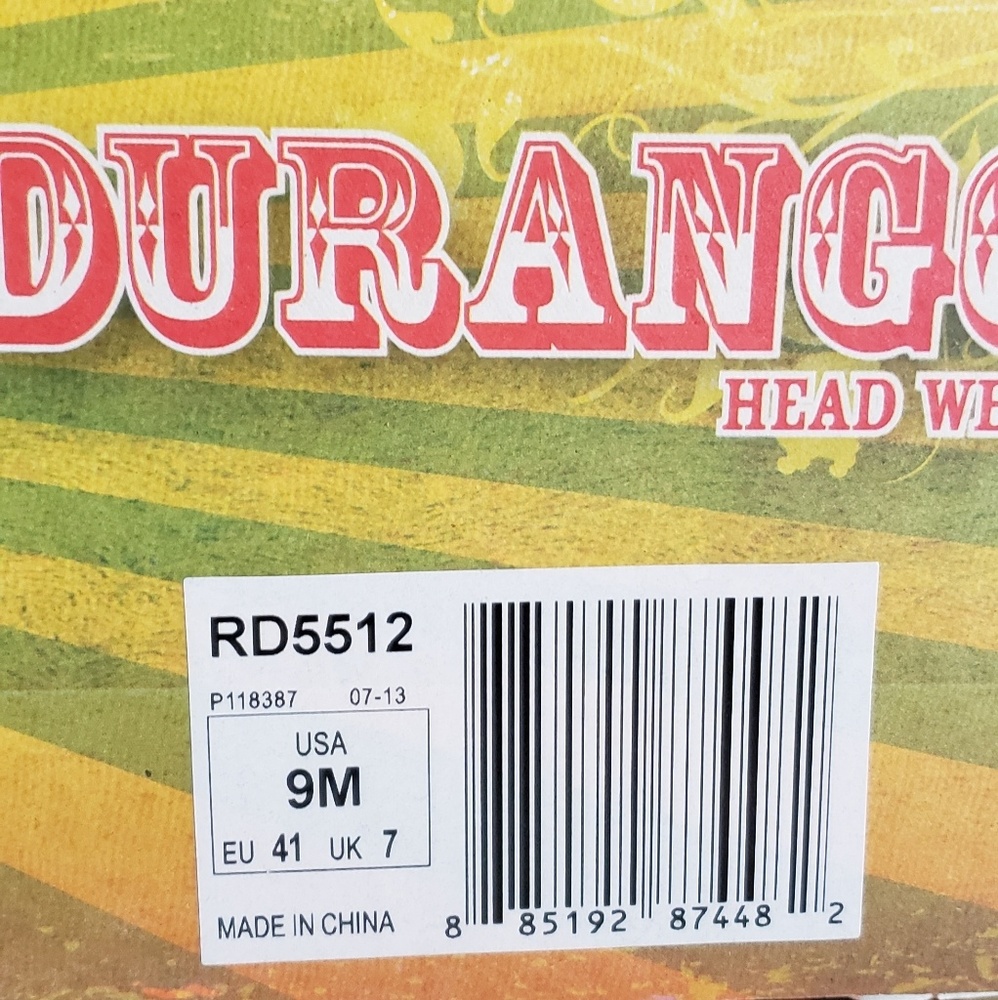 DURANGO
HEAD WE
RD5512
P118387 07-13
USA
9M
EU 41 UK 7
MADE IN CHINA
8 85192 87448 2